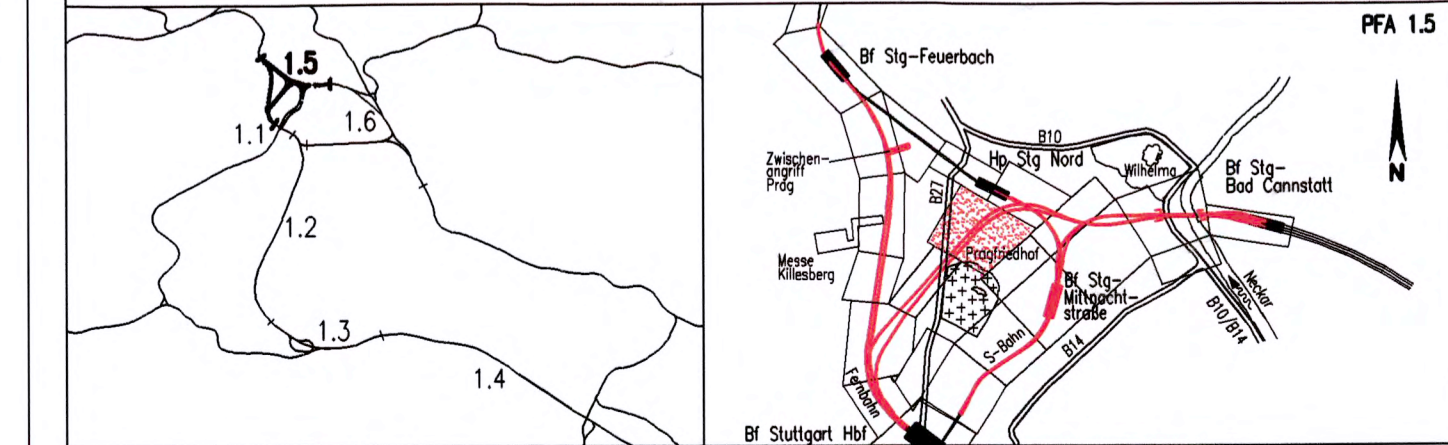 1.5
1.1
1.6
1.2
1.3
1.4
PFA 1.5
Bf Stg-Feuerbach
N
B10
Hp Stg Nord
Wilhelma
Bf Stg-
Bad Cannstatt
Zwischen-
angriff
Prag
B27
Messe
Killesberg
Pragfriedhof
Bf Stg-
Mittnacht-
straße
Neckar
B10/B14
S-Bahn
B14
Fernbahn
Bf Stuttgart Hbf